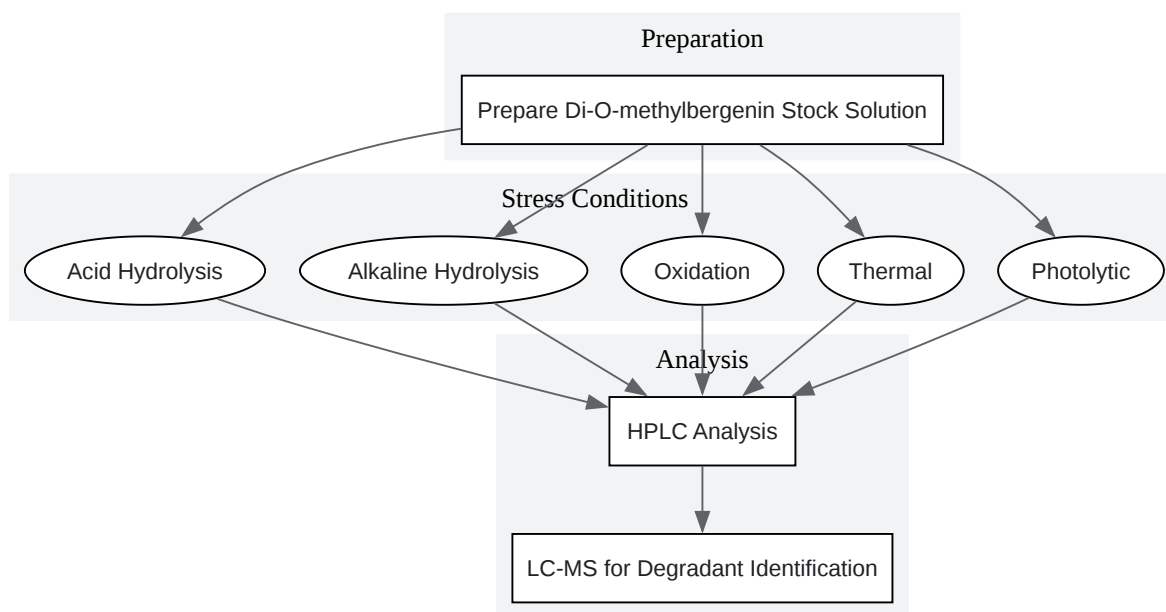 Preparation
Prepare Di-O-methylbergenin Stock Solution
Stress Conditions
Acid Hydrolysis
Alkaline Hydrolysis
Oxidation
Thermal
Photolytic
Analysis
HPLC Analysis
LC-MS for Degradant Identification